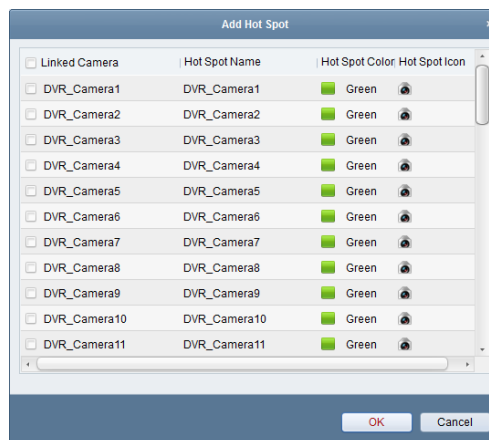 Add Hot Spot
Linked Camera Hot Spot Name Hot Spot Color Hot Spot Icon
DVR_Camera1 DVR_Camera1 Green
DVR_Camera2 DVR_Camera2 Green
DVR_Camera3 DVR_Camera3 Green
DVR_Camera4 DVR_Camera4 Green
DVR_Camera5 DVR_Camera5 Green
DVR_Camera6 DVR_Camera6 Green
DVR_Camera7 DVR_Camera7 Green
DVR_Camera8 DVR_Camera8 Green
DVR_Camera9 DVR_Camera9 Green
DVR_Camera10 DVR_Camera10 Green
DVR_Camera11 DVR_Camera11 Green
OK Cancel